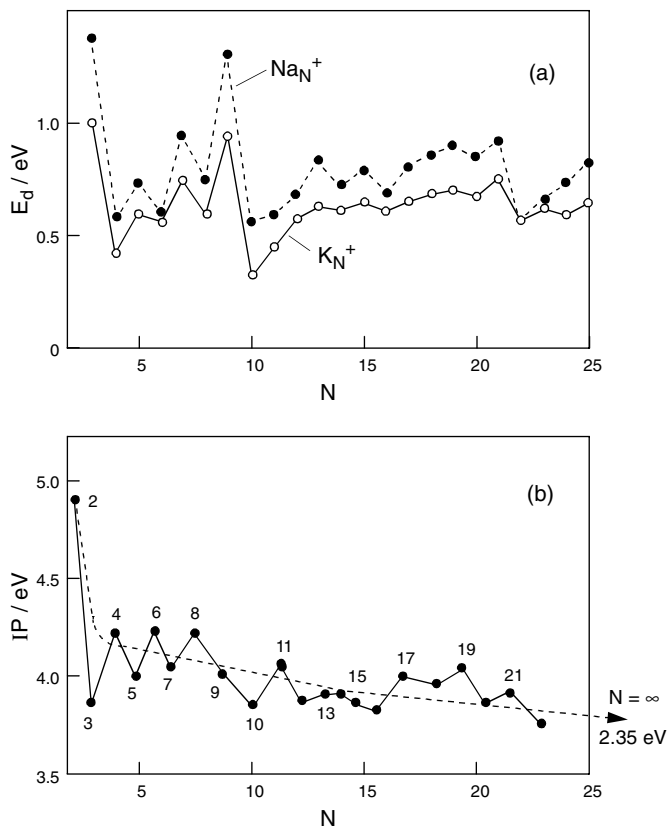 (a)
Na_N^+
1.0
E_d / eV
0.5
K_N^+
0
5 10 15 20 25
N
5.0
(b)
2
IP / eV
4.5
4 6 8
11 17 19
4.0
5 7 9 15 21 N = ∞
3 10 13
2.35 eV
3.5
5 10 15 20 25
N